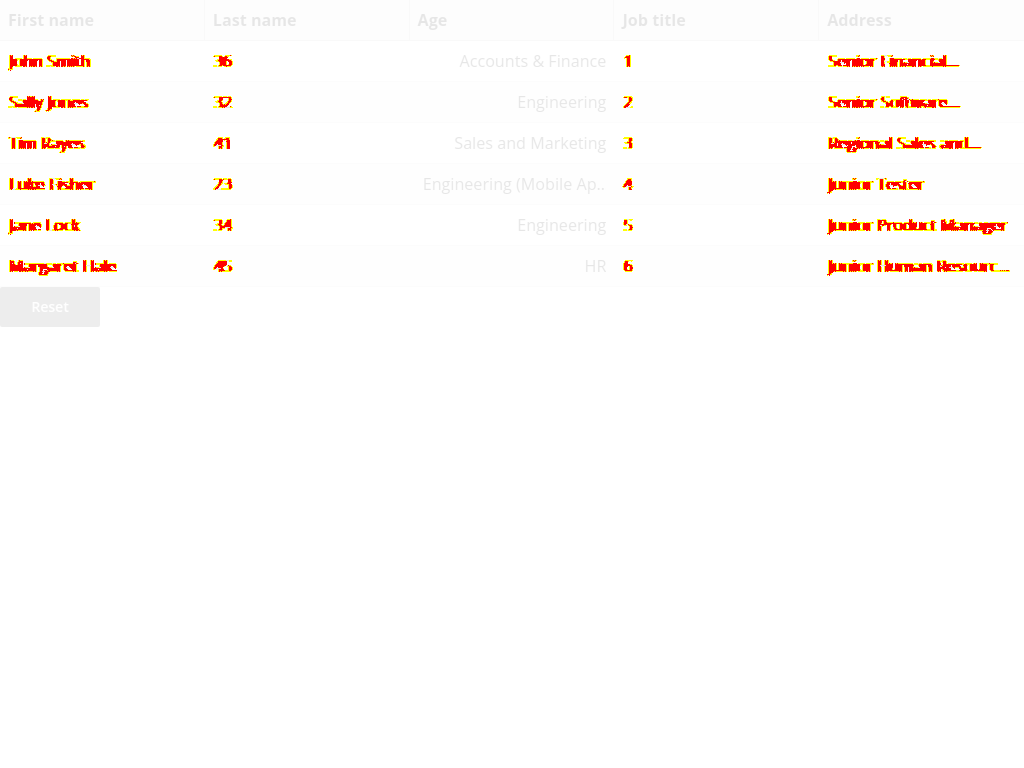 First name Last name Age Job title Address
John Smith 36 Accounts & Finance 1 Senior Financial...
Sally Jones 32 Engineering 2 Senior Software...
Tim Rayes 41 Sales and Marketing 3 Regional Sales and...
Luke Fisher 23 Engineering (Mobile Ap.. 4 Junior Tester
Jane Lock 34 Engineering 5 Junior Product Manager
Margaret Hale 45 HR 6 Junior Human Resourc...
Reset